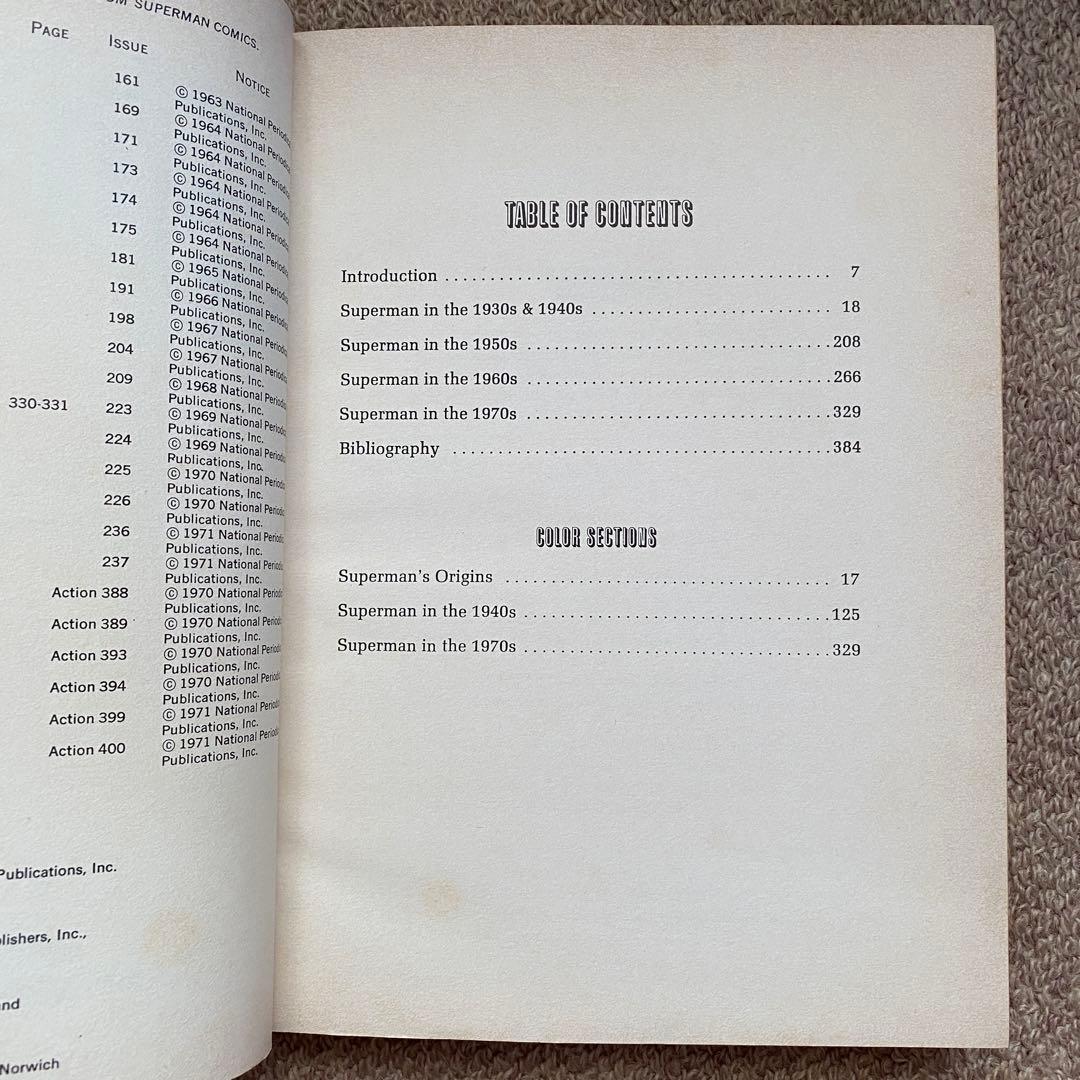 SUPERMAN COMICS.
PAGE ISSUE NOTICE
161 © 1963 National
Publications, Inc.
169 © 1964 National
Publications, Inc.
171 © 1964 National
Publications, Inc.
173 © 1964 National
Publications, Inc.
174 © 1964 National
Publications, Inc.
175 © 1964 National
Publications, Inc.
181 © 1965 National
Publications, Inc.
191 © 1966 National
Publications, Inc.
198 © 1967 National
Publications, Inc.
204 © 1967 National
Publications, Inc.
209 © 1968 National
Publications, Inc.
330-331 223 © 1969 National
Publications, Inc.
224 © 1969 National
Publications, Inc.
225 © 1970 National
Publications, Inc.
226 © 1970 National
Publications, Inc.
236 © 1971 National
Publications, Inc.
237 © 1971 National
Publications, Inc.
Action 388 © 1970 National
Publications, Inc.
Action 389 © 1970 National
Publications, Inc.
Action 393 © 1970 National
Publications, Inc.
Action 394 © 1970 National
Publications, Inc.
Action 399 © 1971 National
Publications, Inc.
Action 400 © 1971 National
Publications, Inc.
Publications, Inc.
lishers, Inc.,
nd
Norwich
TABLE OF CONTENTS
Introduction 7
Superman in the 1930s & 1940s 18
Superman in the 1950s 208
Superman in the 1960s 266
Superman in the 1970s 329
Bibliography 384
COLOR SECTIONS
Superman's Origins 17
Superman in the 1940s 125
Superman in the 1970s 329